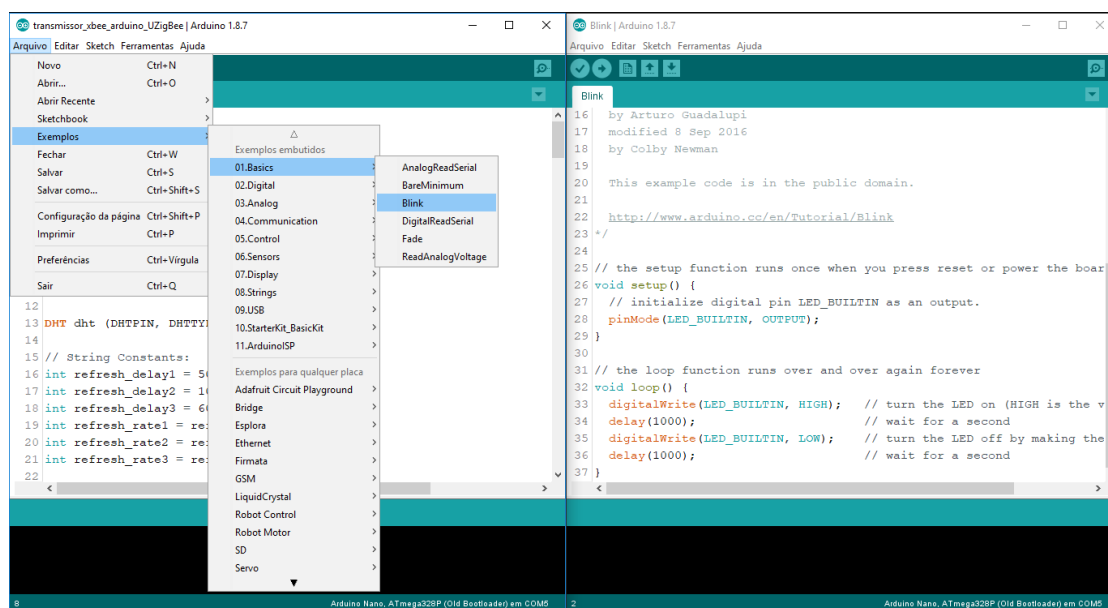 transmissor_xbee_arduino_UZigBee | Arduino 1.8.7
Arquivo Editar Sketch Ferramentas Ajuda
Novo Ctrl+N
Abrir... Ctrl+O
Abrir Recente
Sketchbook
Exemplos
Fechar Ctrl+W
Salvar Ctrl+S
Salvar como... Ctrl+Shift+S
Configuração da página Ctrl+Shift+P
Imprimir Ctrl+P
Preferências Ctrl+Vírgula
Sair Ctrl+Q
Exemplos embutidos
01.Basics
02.Digital
03.Analog
04.Communication
05.Control
06.Sensors
07.Display
08.Strings
09.USB
10.StarterKit_BasicKit
11.ArduinoISP
Exemplos para qualquer placa
Adafruit Circuit Playground
Bridge
Esplora
Ethernet
Firmata
GSM
LiquidCrystal
Robot Control
Robot Motor
SD
Servo
AnalogReadSerial
BareMinimum
Blink
DigitalReadSerial
Fade
ReadAnalogVoltage
12
13 DHT dht (DHTPIN, DHTTY
14
15 // String Constants:
16 int refresh_delay1 = 5
17 int refresh_delay2 = 1
18 int refresh_delay3 = 6
19 int refresh_rate1 = re
20 int refresh_rate2 = re
21 int refresh_rate3 = re
22
8 Arduino Nano, ATmega328P (Old Bootloader) em COM5
Blink | Arduino 1.8.7
Arquivo Editar Sketch Ferramentas Ajuda
Blink
16 by Arturo Guadalupi
17 modified 8 Sep 2016
18 by Colby Newman
19
20 This example code is in the public domain.
21
22 http://www.arduino.cc/en/Tutorial/Blink
23 */
24
25 // the setup function runs once when you press reset or power the boar
26 void setup() {
27 // initialize digital pin LED_BUILTIN as an output.
28 pinMode(LED_BUILTIN, OUTPUT);
29 }
30
31 // the loop function runs over and over again forever
32 void loop() {
33 digitalWrite(LED_BUILTIN, HIGH); // turn the LED on (HIGH is the v
34 delay(1000); // wait for a second
35 digitalWrite(LED_BUILTIN, LOW); // turn the LED off by making the
36 delay(1000); // wait for a second
37 }
2 Arduino Nano, ATmega328P (Old Bootloader) em COM5